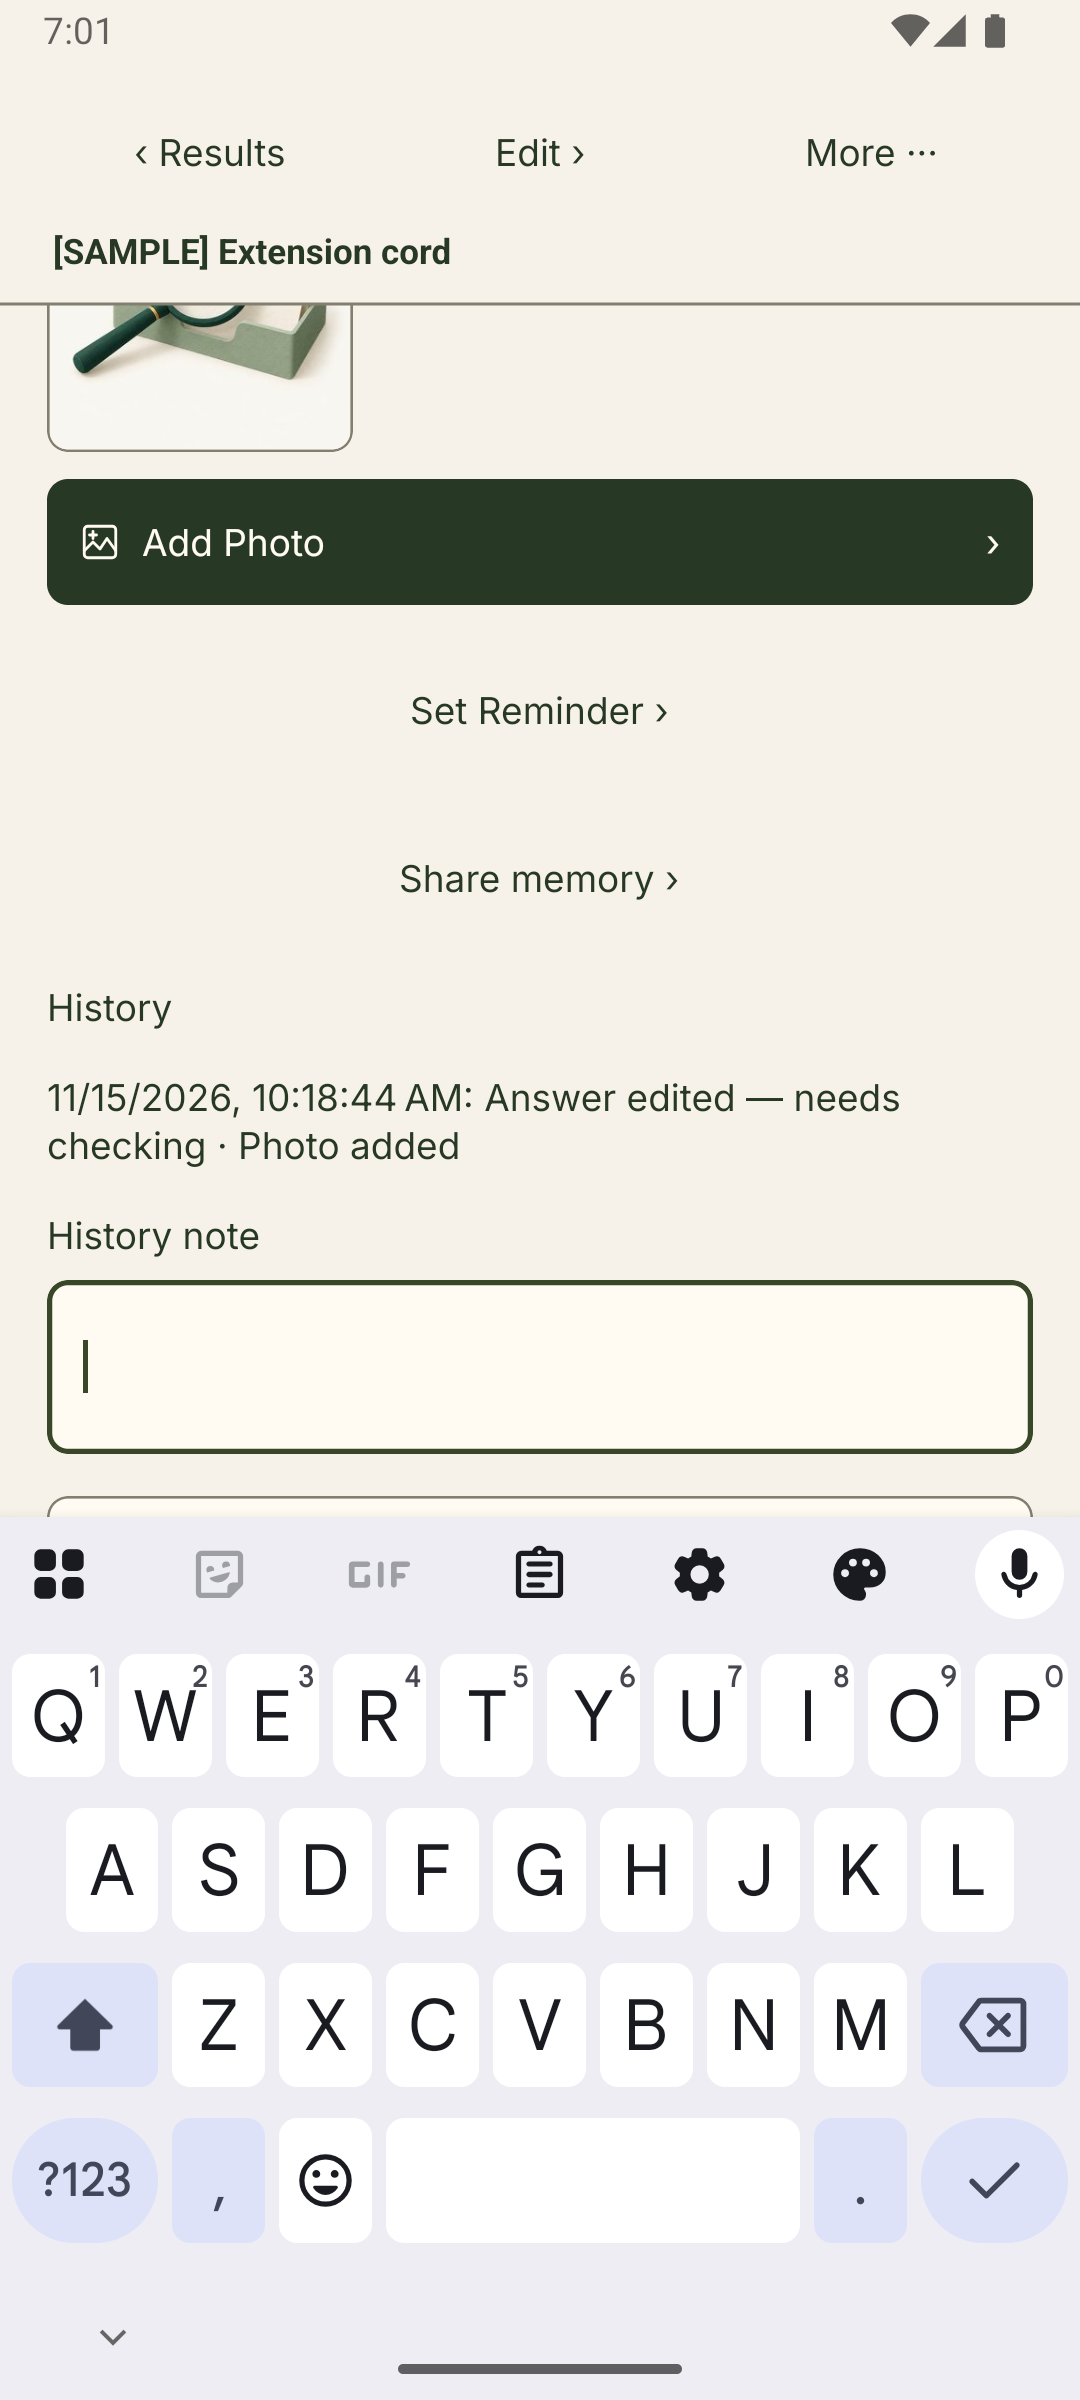 7:01
‹ Results
Edit ›
More ···
[SAMPLE] Extension cord
Add Photo ›
Set Reminder ›
Share memory ›
History
11/15/2026, 10:18:44 AM: Answer edited — needs
checking · Photo added
History note
GIF
Q 1 W 2 E 3 R 4 T 5 Y 6 U 7 I 8 O 9 P 0
A S D F G H J K L
Z X C V B N M
?123 , .